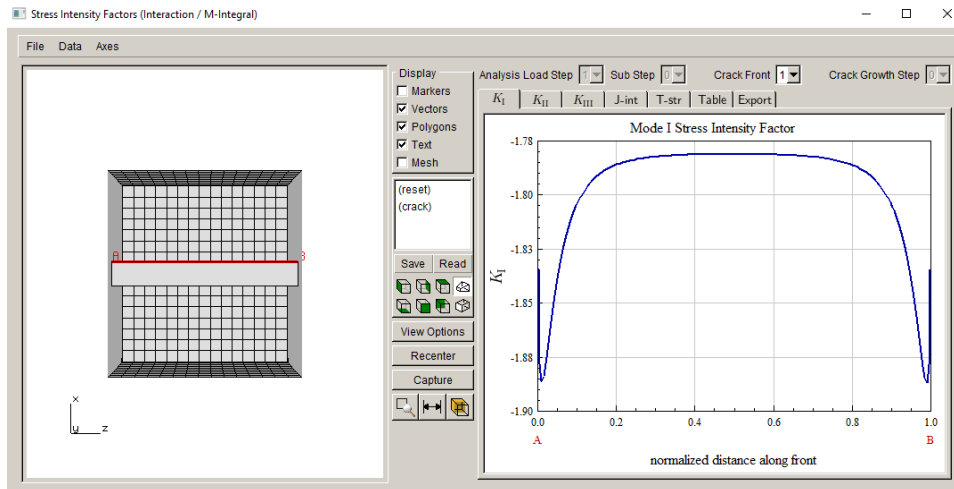 Stress Intensity Factors (Interaction / M-Integral)
File Data Axes
A B
x
y z
Display
Markers
Vectors
Polygons
Text
Mesh
(reset)
(crack)
Save Read
View Options
Recenter
Capture
Analysis Load Step 1 Sub Step 0 Crack Front 1 Crack Growth Step 0
KI KII KIII J-int T-str Table Export
Mode I Stress Intensity Factor
KI
-1.78
-1.80
-1.83
-1.85
-1.88
-1.90
0.0 0.2 0.4 0.6 0.8 1.0
A B
normalized distance along front